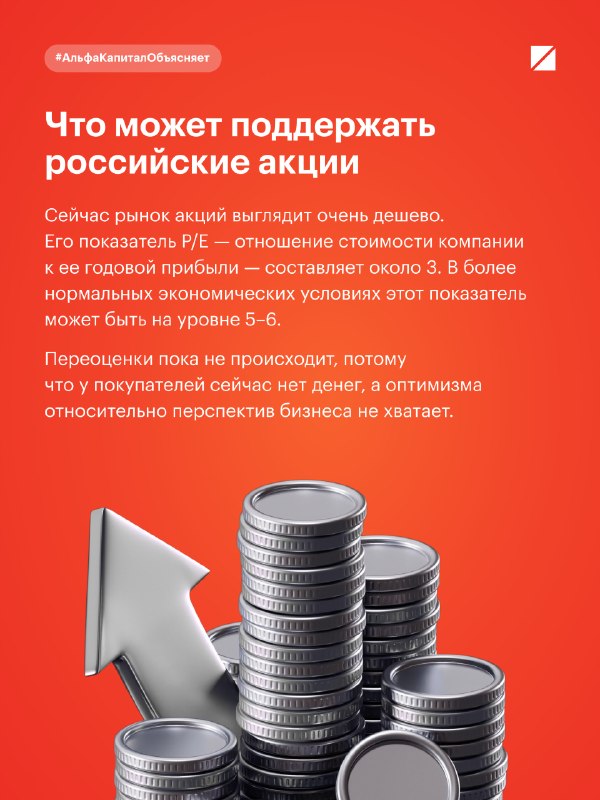 #АльфаКапиталОбъясняет
Что может поддержать
российские акции
Сейчас рынок акций выглядит очень дешево.
Его показатель P/E — отношение стоимости компании
к ее годовой прибыли — составляет около 3. В более
нормальных экономических условиях этот показатель
может быть на уровне 5–6.
Переоценки пока не происходит, потому
что у покупателей сейчас нет денег, а оптимизма
относительно перспектив бизнеса не хватает.